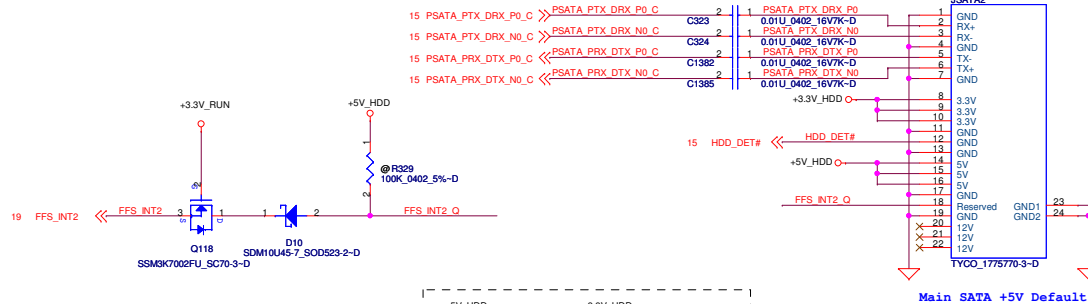 JSATA2
15 PSATA_PTX_DRX_P0_C PSATA_PTX_DRX_P0_C 2 1 PSATA_PTX_DRX_P0 1 GND
C323 0.01U_0402_16V7K~D 2 RX+
15 PSATA_PTX_DRX_N0_C PSATA_PTX_DRX_N0_C 2 1 PSATA_PTX_DRX_N0 3 RX-
C324 0.01U_0402_16V7K~D 4 GND
15 PSATA_PRX_DTX_P0_C PSATA_PRX_DTX_P0_C 2 1 PSATA_PRX_DTX_P0 5 TX-
C1382 0.01U_0402_16V7K~D 6 TX+
15 PSATA_PRX_DTX_N0_C PSATA_PRX_DTX_N0_C 2 1 PSATA_PRX_DTX_N0 7 GND
C1385 0.01U_0402_16V7K~D
+3.3V_HDD 8 3.3V
9 3.3V
10 3.3V
11 GND
15 HDD_DET# HDD_DET# 12 GND
13 GND
+5V_HDD 14 5V
15 5V
16 5V
17 GND
FFS_INT2_Q 18 Reserved GND1 23
19 GND GND2 24
20 12V
21 12V
22 12V
TYCO_1775770-3~D
Main SATA +5V Default
+3.3V_RUN
+5V_HDD
1
@ R329
100K_0402_5%~D
2
2
G
19 FFS_INT2 FFS_INT2 3 S D 1 1 2 FFS_INT2_Q
Q118
SSM3K7002FU_SC70-3~D
D10
SDM10U45-7_SOD523-2~D